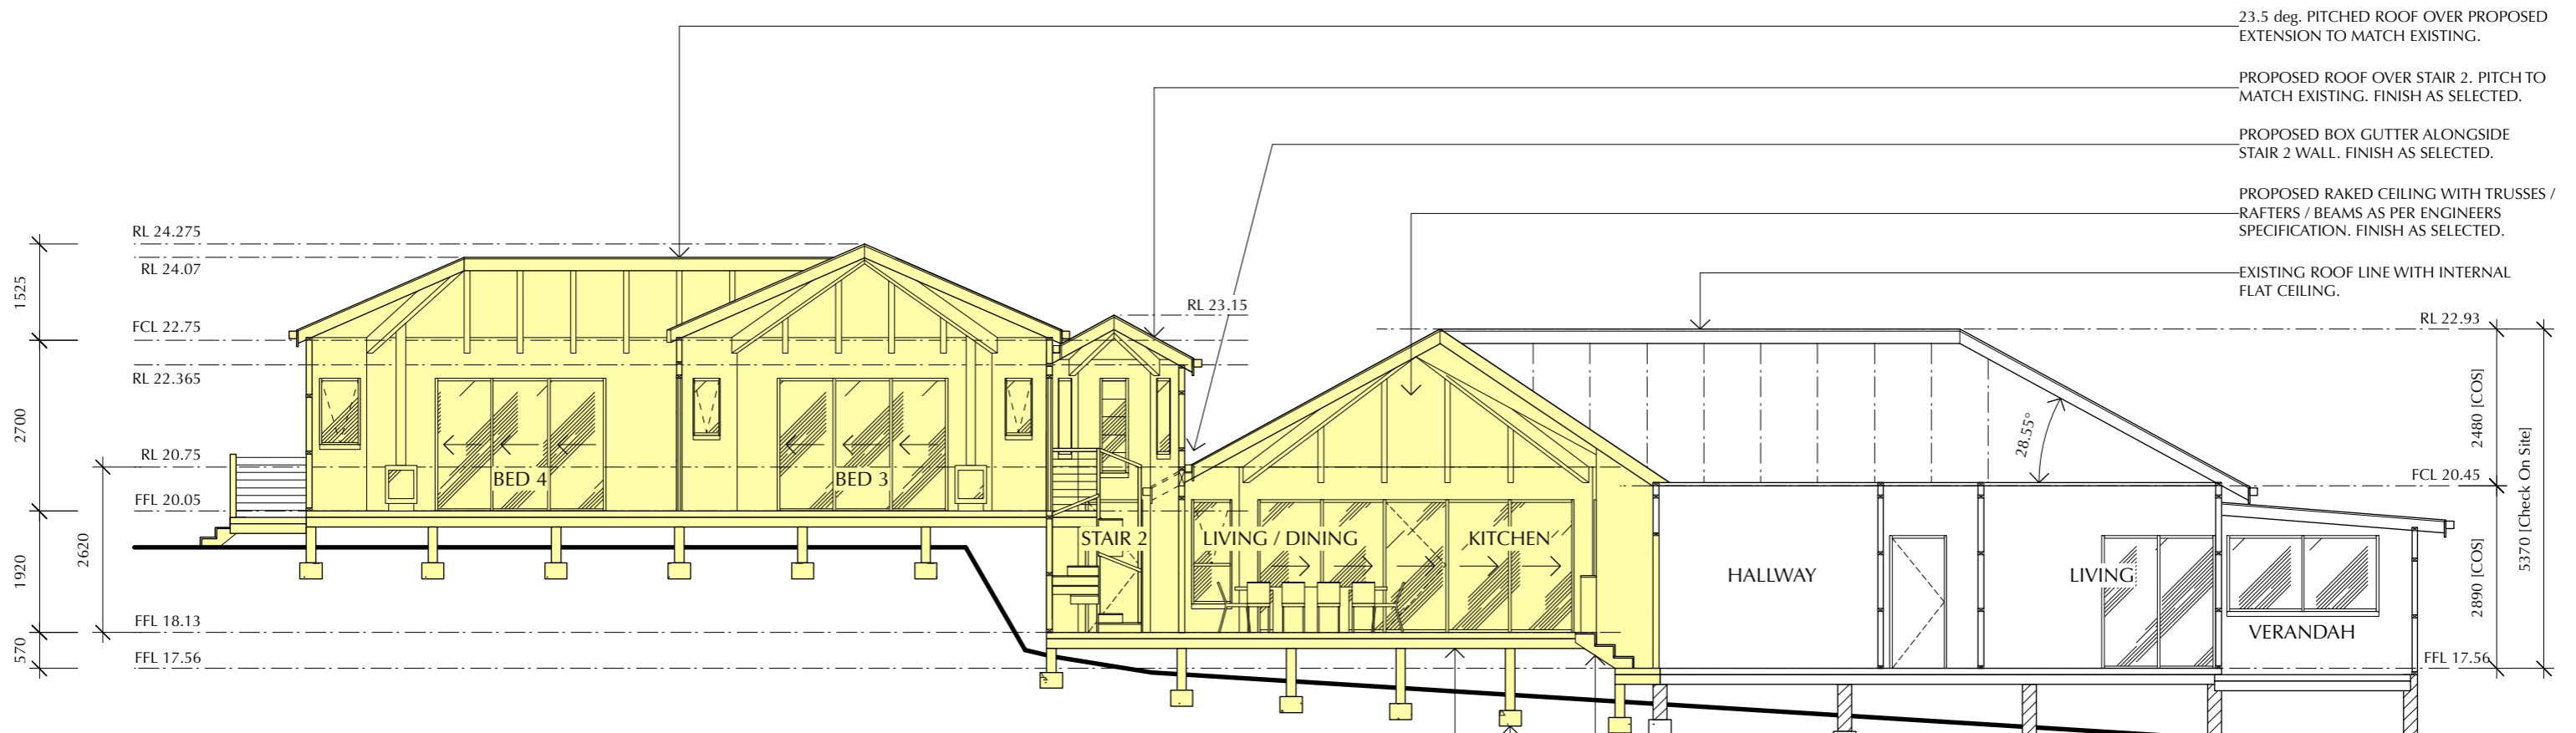 23.5 deg. PITCHED ROOF OVER PROPOSED
EXTENSION TO MATCH EXISTING.
PROPOSED ROOF OVER STAIR 2. PITCH TO
MATCH EXISTING. FINISH AS SELECTED.
PROPOSED BOX GUTTER ALONGSIDE
STAIR 2 WALL. FINISH AS SELECTED.
PROPOSED RAKED CEILING WITH TRUSSES /
RAFTERS / BEAMS AS PER ENGINEERS
SPECIFICATION. FINISH AS SELECTED.
EXISTING ROOF LINE WITH INTERNAL
FLAT CEILING.
RL 24.275
RL 24.07
FCL 22.75
RL 22.365
RL 20.75
FFL 20.05
FFL 18.13
FFL 17.56
1525
2700
1920
570
2620
RL 23.15
BED 4
BED 3
STAIR 2
LIVING / DINING
KITCHEN
HALLWAY
LIVING
VERANDAH
28.55°
RL 22.93
FCL 20.45
FFL 17.56
2480 [COS]
2890 [COS]
5370 [Check On Site]